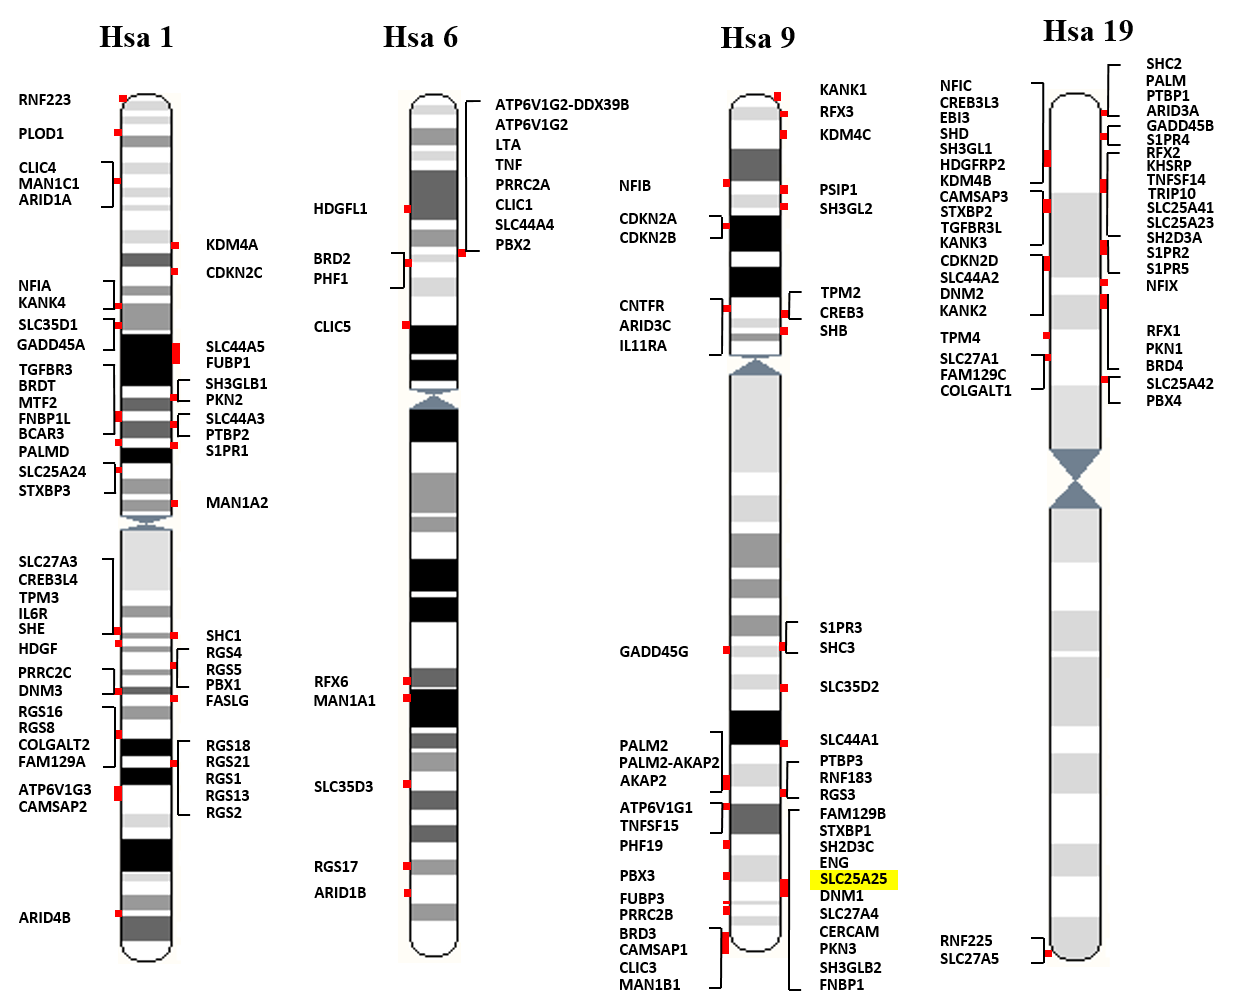 Hsa 1
RNF223
PLOD1
CLIC4
MAN1C1
ARID1A
NFIA
KANK4
SLC35D1
GADD45A
TGFBR3
BRDT
MTF2
FNBP1L
BCAR3
PALMD
SLC25A24
STXBP3
SLC27A3
CREB3L4
TPM3
IL6R
SHE
HDGF
PRRC2C
DNM3
RGS16
RGS8
COLGALT2
FAM129A
ATP6V1G3
CAMSAP2
ARID4B
KDM4A
CDKN2C
SLC44A5
FUBP1
SH3GLB1
PKN2
SLC44A3
PTBP2
S1PR1
MAN1A2
SHC1
RGS4
RGS5
PBX1
FASLG
RGS18
RGS21
RGS1
RGS13
RGS2
Hsa 6
HDGFL1
BRD2
PHF1
CLIC5
RFX6
MAN1A1
SLC35D3
RGS17
ARID1B
ATP6V1G2-DDX39B
ATP6V1G2
LTA
TNF
PRRC2A
CLIC1
SLC44A4
PBX2
Hsa 9
NFIB
CDKN2A
CDKN2B
CNTFR
ARID3C
IL11RA
GADD45G
PALM2
PALM2-AKAP2
AKAP2
ATP6V1G1
TNFSF15
PHF19
PBX3
FUBP3
PRRC2B
BRD3
CAMSAP1
CLIC3
MAN1B1
KANK1
RFX3
KDM4C
PSIP1
SH3GL2
TPM2
CREB3
SHB
S1PR3
SHC3
SLC35D2
SLC44A1
PTBP3
RNF183
RGS3
FAM129B
STXBP1
SH2D3C
ENG
SLC25A25
DNM1
SLC27A4
CERCAM
PKN3
SH3GLB2
FNBP1
Hsa 19
NFIC
CREB3L3
EBI3
SHD
SH3GL1
HDGFRP2
KDM4B
CAMSAP3
STXBP2
TGFBR3L
KANK3
CDKN2D
SLC44A2
DNM2
KANK2
TPM4
SLC27A1
FAM129C
COLGALT1
RNF225
SLC27A5
SHC2
PALM
PTBP1
ARID3A
GADD45B
S1PR4
RFX2
KHSRP
TNFSF14
TRIP10
SLC25A41
SLC25A23
SH2D3A
S1PR2
S1PR5
NFIX
RFX1
PKN1
BRD4
SLC25A42
PBX4